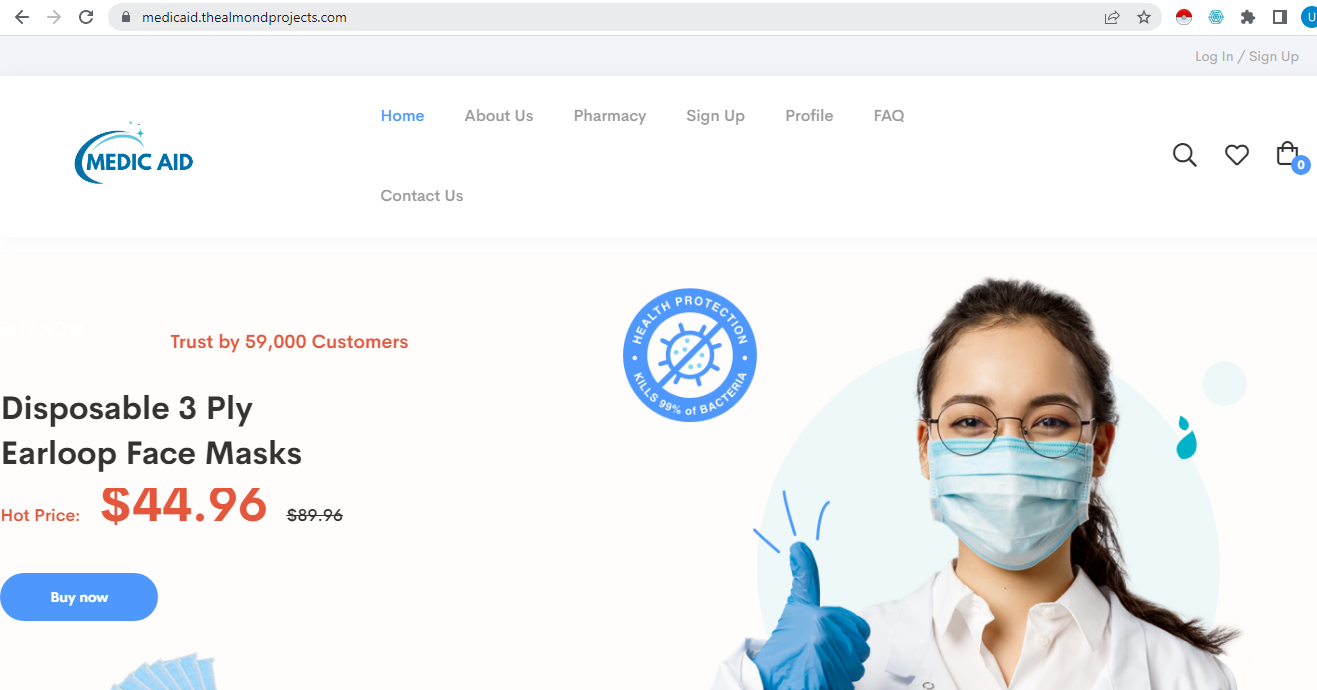 medicaid.thealmondprojects.com
U
Log In / Sign Up
MEDIC AID
Home About Us Pharmacy Sign Up Profile FAQ
Contact Us
0
Trust by 59,000 Customers
Disposable 3 Ply
Earloop Face Masks
Hot Price: $44.96 $89.96
Buy now
HEALTH PROTECTION
KILLS 99% of BACTERIA